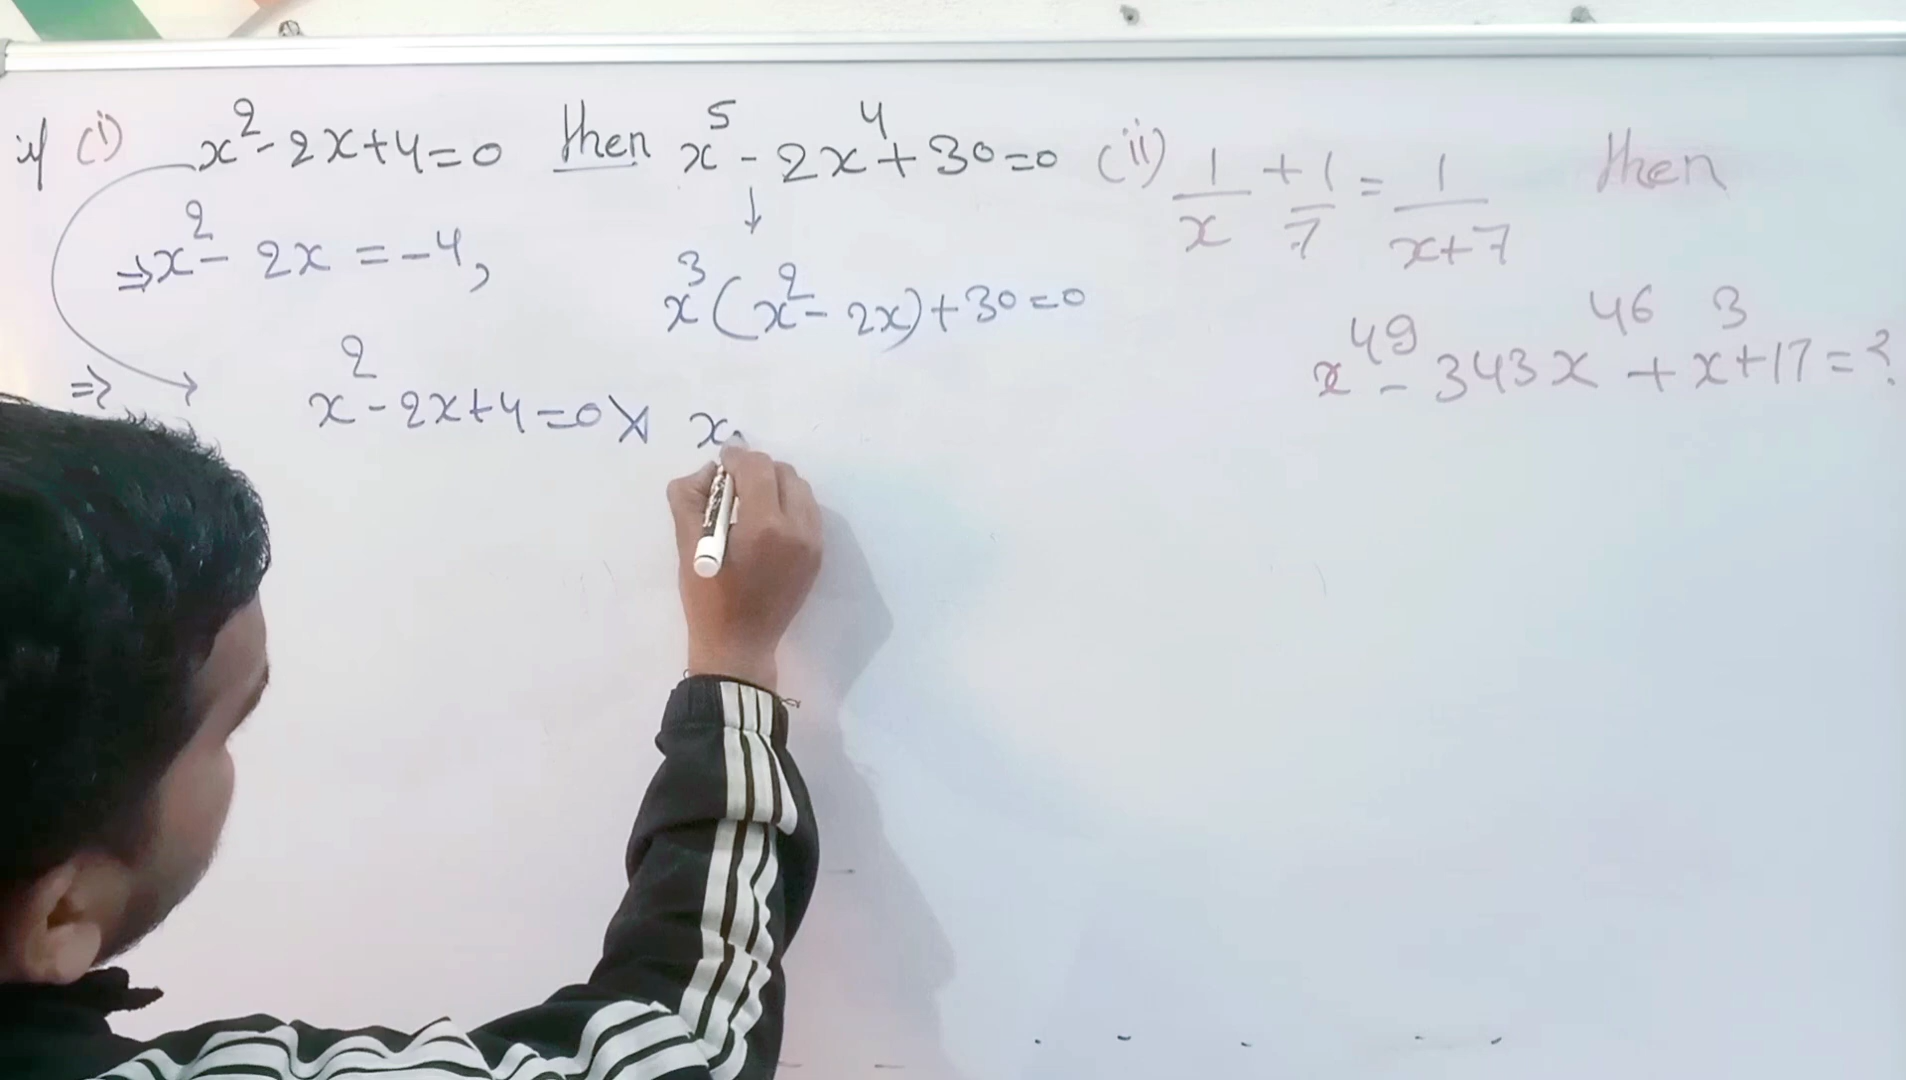 if (i) x² - 2x + 4 = 0 then x⁵ - 2x⁴ + 30 = 0 (ii) 1/x + 1/7 = 1/(x+7) then
⇒ x² - 2x = -4,
↓
x³(x² - 2x) + 30 = 0
x⁴⁹ - 343x⁴⁶ + x³ + 17 = ?
⇒ → x² - 2x + 4 = 0 × x